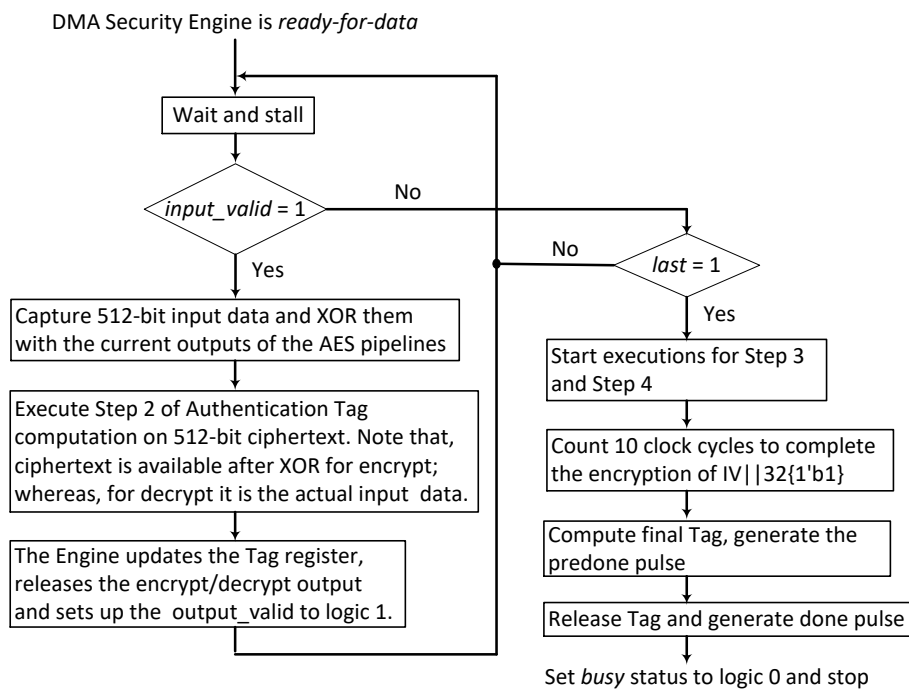 DMA Security Engine is ready-for-data
Wait and stall
No
input_valid = 1
No
last = 1
Yes
Yes
Capture 512-bit input data and XOR them
with the current outputs of the AES pipelines
Start executions for Step 3
and Step 4
Execute Step 2 of Authentication Tag
computation on 512-bit ciphertext. Note that,
ciphertext is available after XOR for encrypt;
whereas, for decrypt it is the actual input data.
Count 10 clock cycles to complete
the encryption of IV||32{1'b1}
Compute final Tag, generate the
predone pulse
The Engine updates the Tag register,
releases the encrypt/decrypt output
and sets up the output_valid to logic 1.
Release Tag and generate done pulse
Set busy status to logic 0 and stop